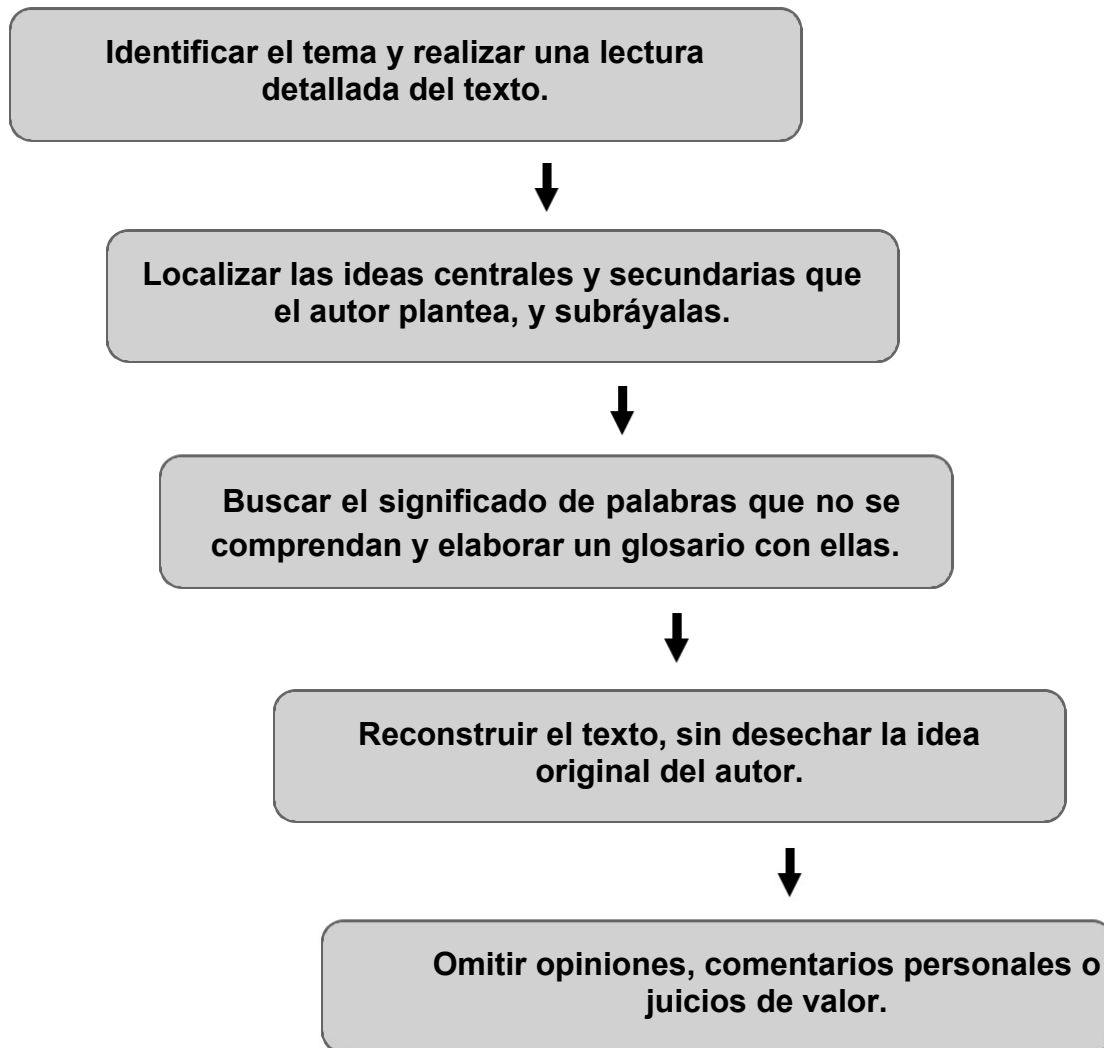 Identificar el tema y realizar una lectura
detallada del texto.
Localizar las ideas centrales y secundarias que
el autor plantea, y subráyalas.
Buscar el significado de palabras que no se
comprendan y elaborar un glosario con ellas.
Reconstruir el texto, sin desechar la idea
original del autor.
Omitir opiniones, comentarios personales o
juicios de valor.